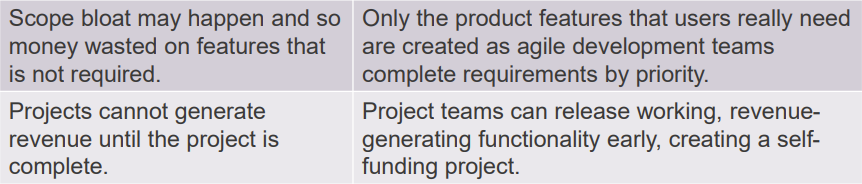 Scope bloat may happen and so
money wasted on features that
is not required.
Only the product features that users really need
are created as agile development teams
complete requirements by priority.
Projects cannot generate
revenue until the project is
complete.
Project teams can release working, revenue-
generating functionality early, creating a self-
funding project.